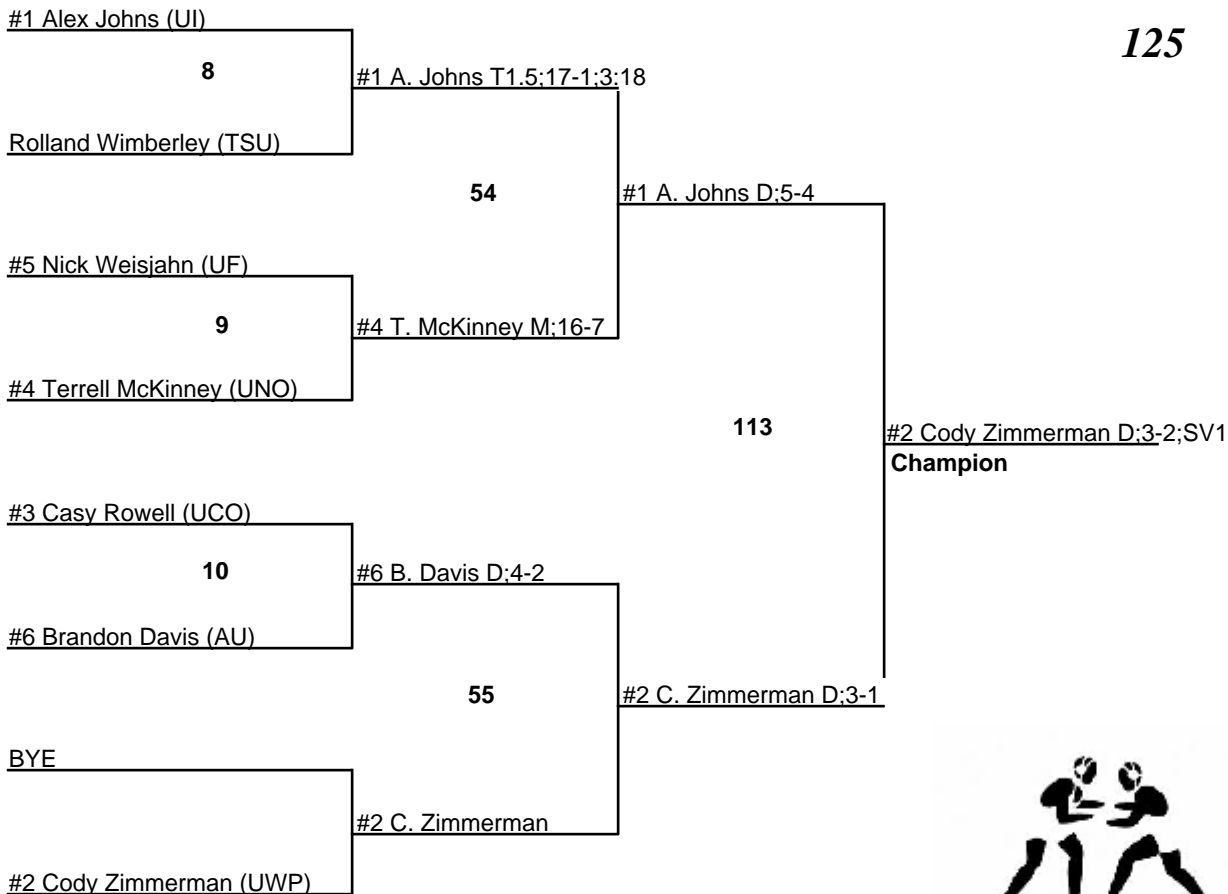 #1 Alex Johns (UI)
125
8
#1 A. Johns T1.5;17-1;3:18
Rolland Wimberley (TSU)
54
#1 A. Johns D;5-4
#5 Nick Weisjahn (UF)
9
#4 T. McKinney M;16-7
#4 Terrell McKinney (UNO)
113
#2 Cody Zimmerman D;3-2;SV1
Champion
#3 Casy Rowell (UCO)
10
#6 B. Davis D;4-2
#6 Brandon Davis (AU)
55
#2 C. Zimmerman D;3-1
BYE
#2 C. Zimmerman
#2 Cody Zimmerman (UWP)